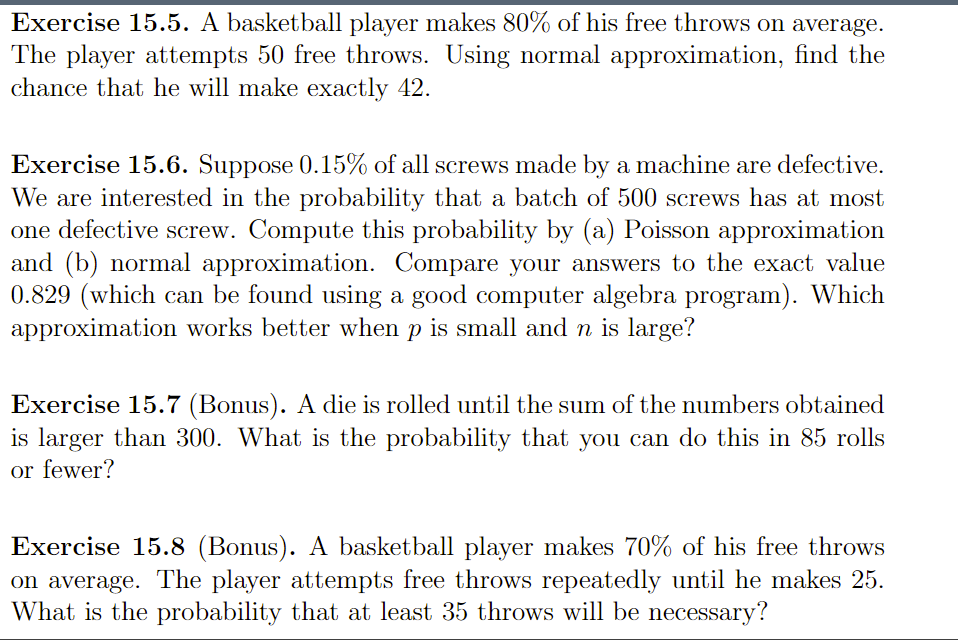 Exercise 15.5. A basketball player makes 80% of his free throws on average.
The player attempts 50 free throws. Using normal approximation, find the
chance that he will make exactly 42.
Exercise 15.6. Suppose 0.15% of all screws made by a machine are defective.
We are interested in the probability that a batch of 500 screws has at most
one defective screw. Compute this probability by (a) Poisson approximation
and (b) normal approximation. Compare your answers to the exact value
0.829 (which can be found using a good computer algebra program). Which
approximation works better when p is small and n is large?
Exercise 15.7 (Bonus). A die is rolled until the sum of the numbers obtained
is larger than 300. What is the probability that you can do this in 85 rolls
or fewer?
Exercise 15.8 (Bonus). A basketball player makes 70% of his free throws
on average. The player attempts free throws repeatedly until he makes 25.
What is the probability that at least 35 throws will be necessary?